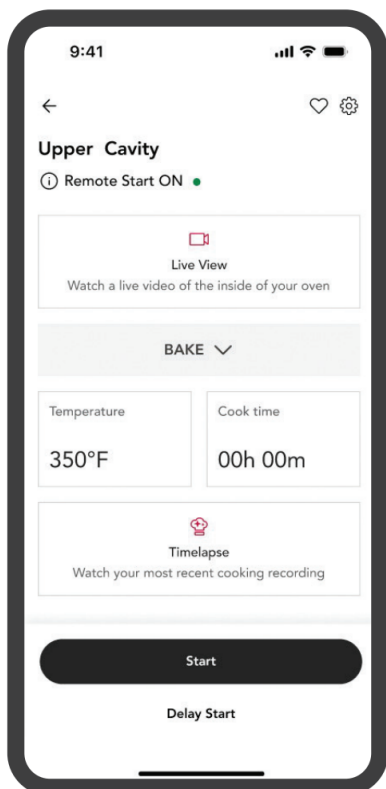 9:41
Upper Cavity
Remote Start ON
Live View
Watch a live video of the inside of your oven
BAKE
Temperature
Cook time
350°F
00h 00m
Timelapse
Watch your most recent cooking recording
Start
Delay Start